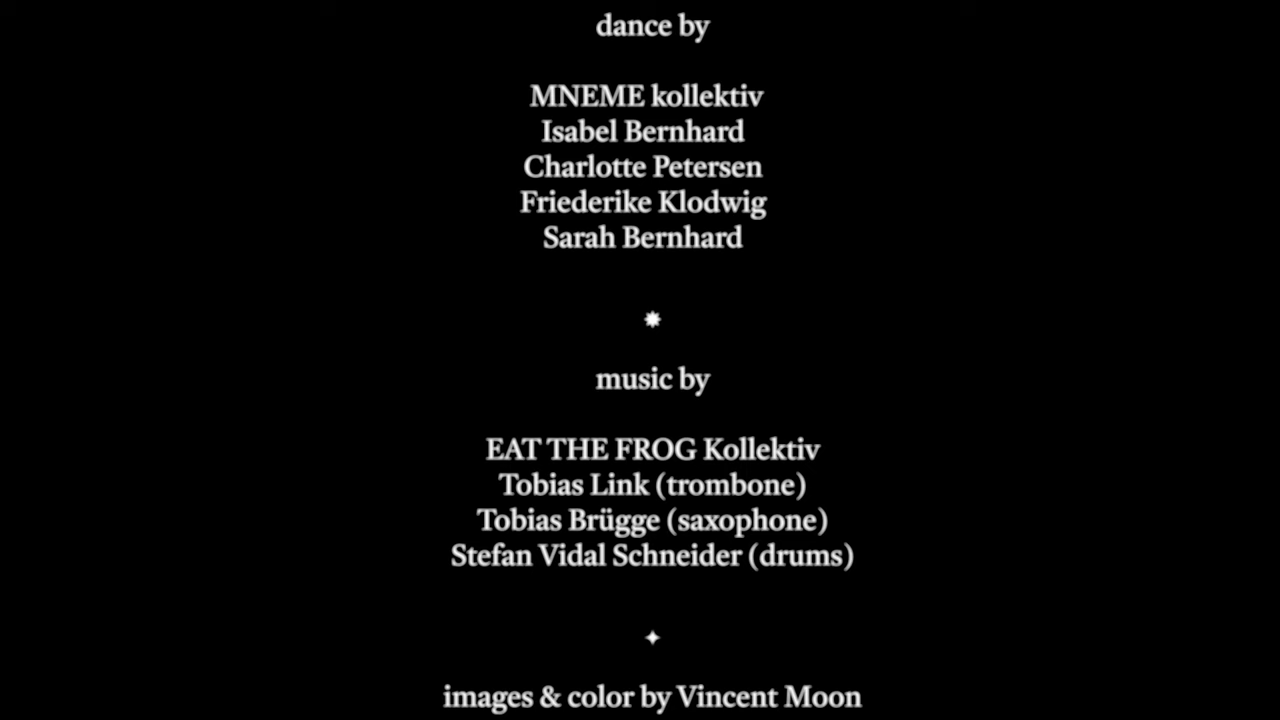 dance by
MNEME kollektiv
Isabel Bernhard
Charlotte Petersen
Friederike Klodwig
Sarah Bernhard
music by
EAT THE FROG Kollektiv
Tobias Link (trombone)
Tobias Brügge (saxophone)
Stefan Vidal Schneider (drums)
images & color by Vincent Moon